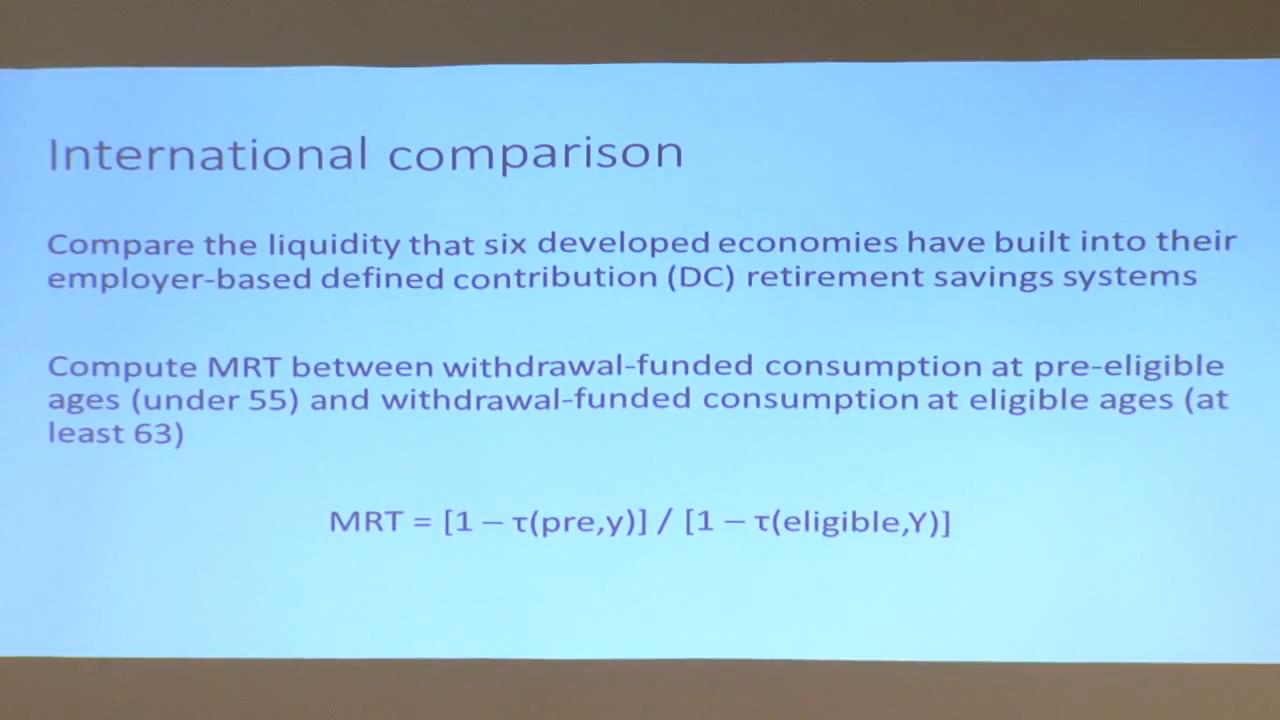 International comparison
Compare the liquidity that six developed economies have built into their
employer-based defined contribution (DC) retirement savings systems
Compute MRT between withdrawal-funded consumption at pre-eligible
ages (under 55) and withdrawal-funded consumption at eligible ages (at
least 63)
MRT = [1 – τ(pre,y)] / [1 – τ(eligible,Y)]